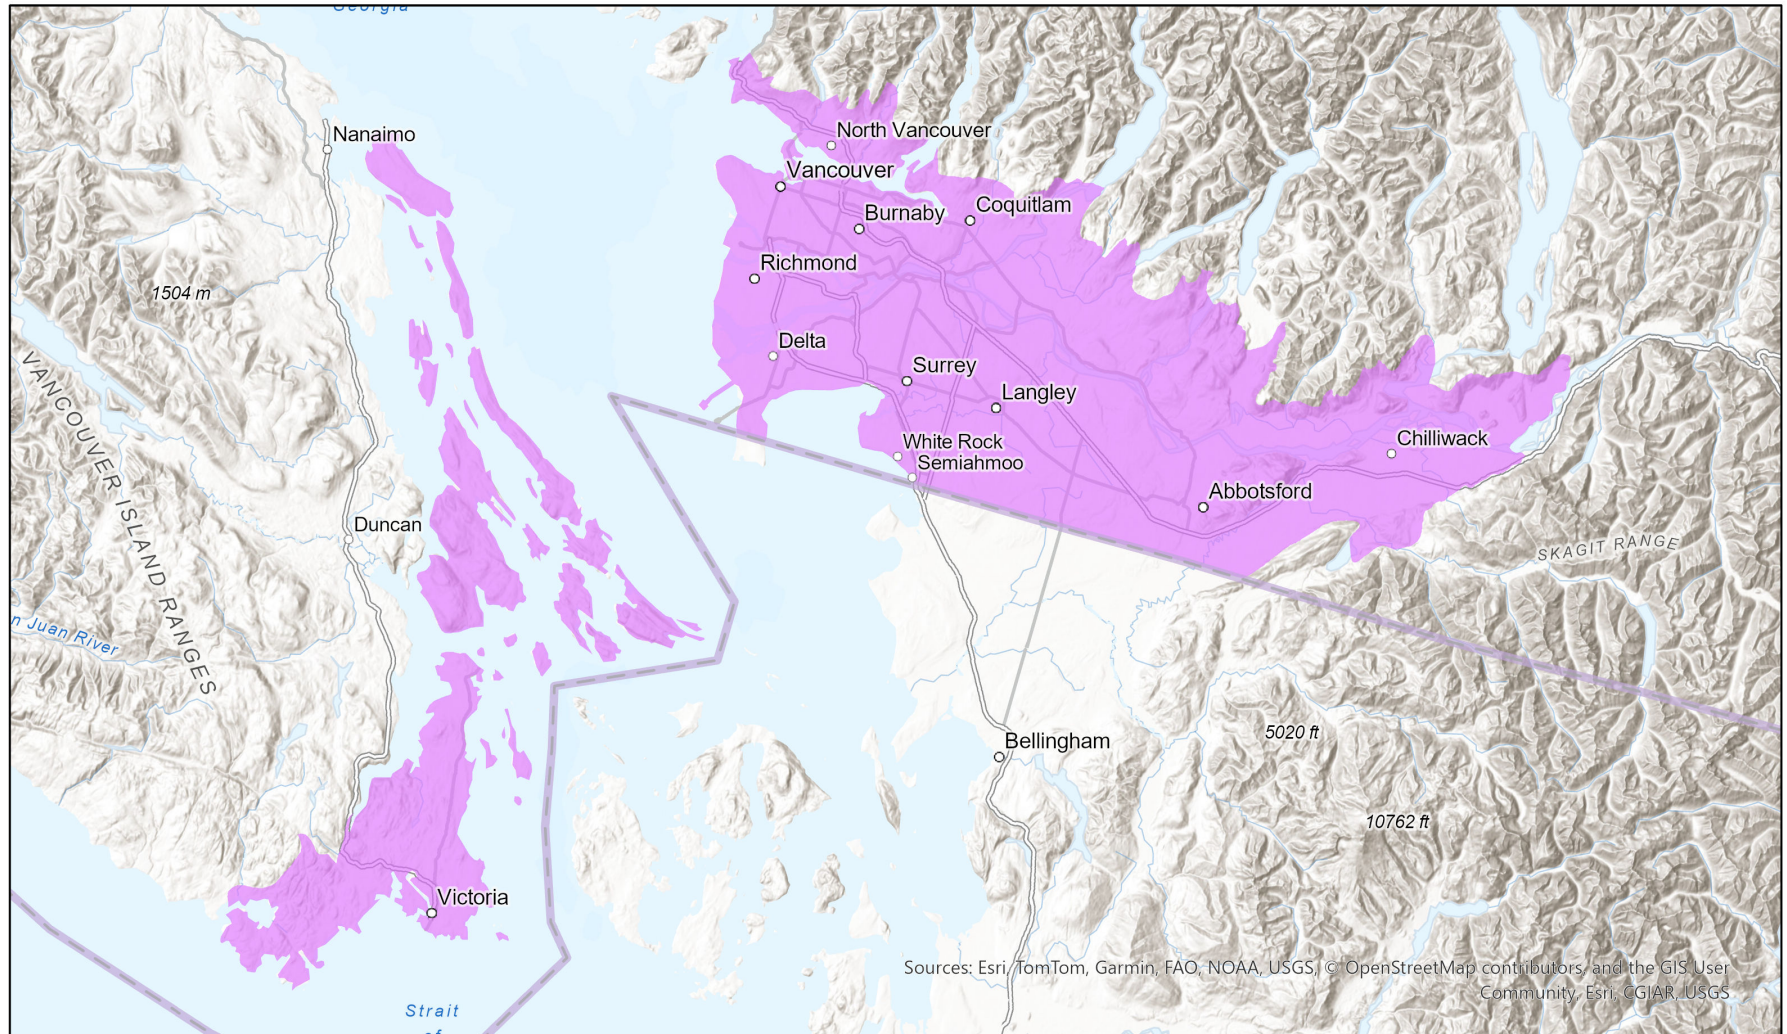 Georgia
North Vancouver
Nanaimo
Vancouver
Coquitlam
Burnaby
Richmond
1504 m
Delta
Surrey
Langley
VANCOUVER ISLAND RANGES
White Rock
Chilliwack
Semiahmoo
Abbotsford
Duncan
SKAGIT RANGE
n Juan River
5020 ft
Bellingham
10762 ft
Victoria
Sources: Esri, TomTom, Garmin, FAO, NOAA, USGS, © OpenStreetMap contributors, and the GIS User
Community, Esri, CGIAR, USGS
Strait
of